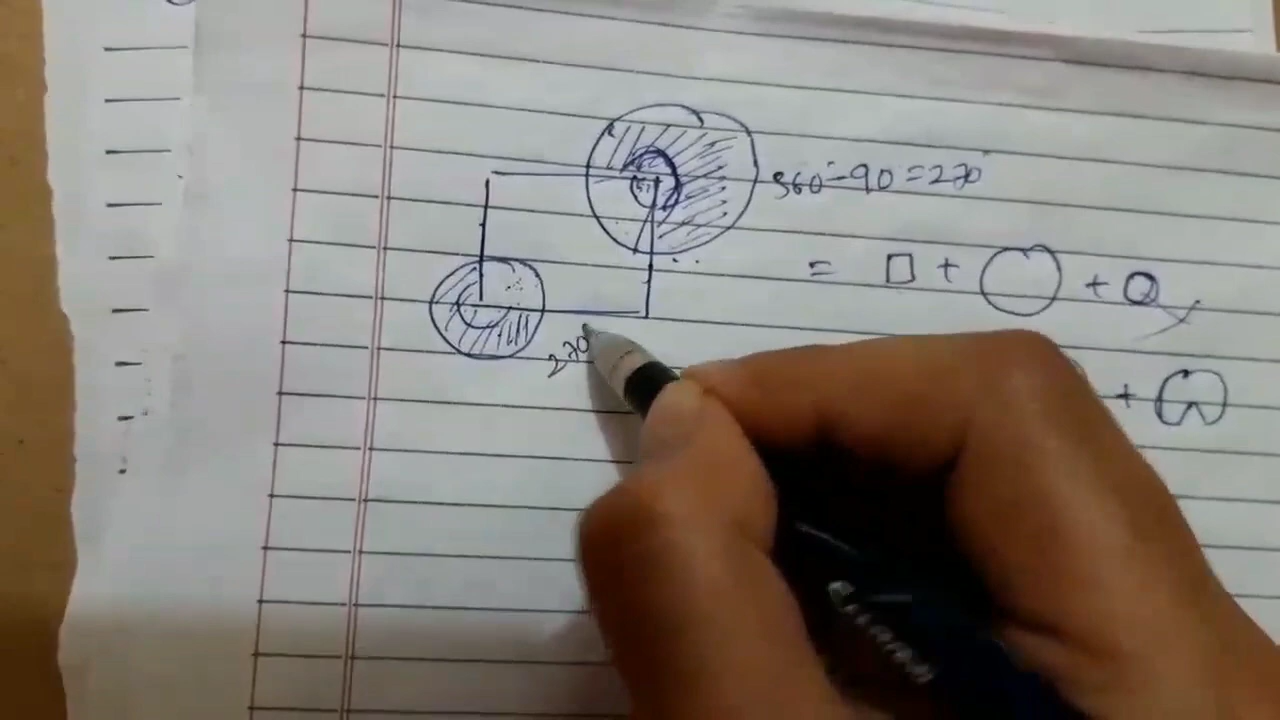 360° - 90 = 270°
= □ + ○ + ○
+
270